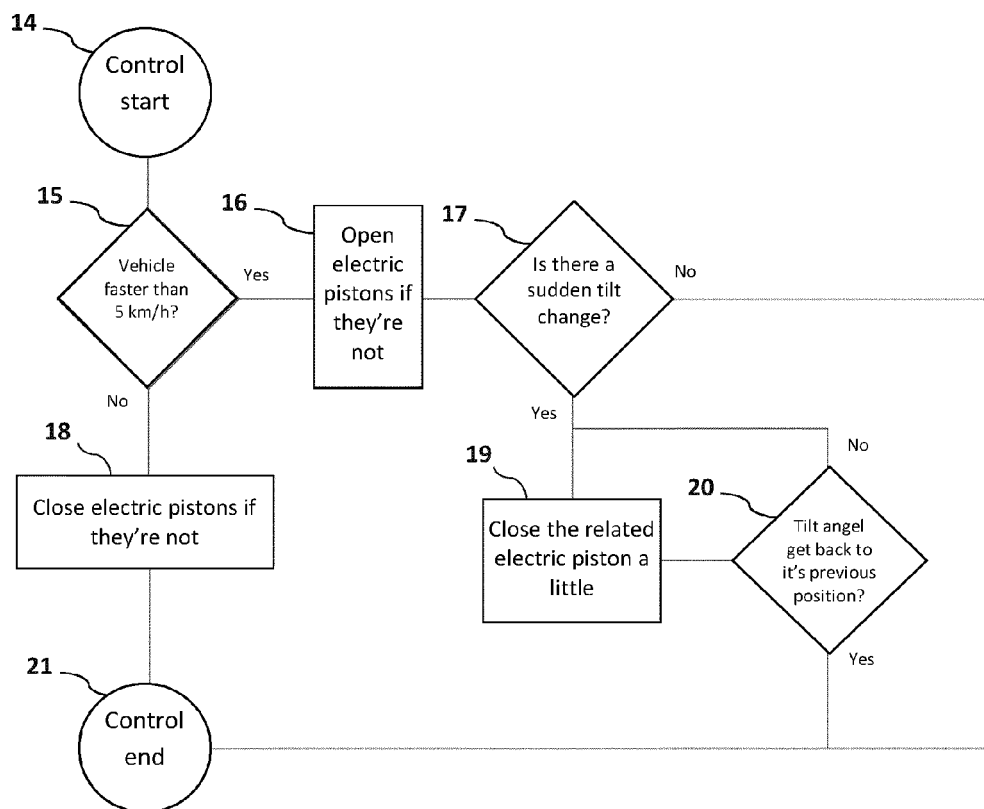 14
Control
start
15
Vehicle
faster than
5 km/h?
Yes
No
16
Open
electric
pistons if
they're
not
17
Is there a
sudden tilt
change?
No
Yes
18
Close electric pistons if
they're not
19
Close the related
electric piston a
little
No
20
Tilt angel
get back to
it's previous
position?
Yes
21
Control
end